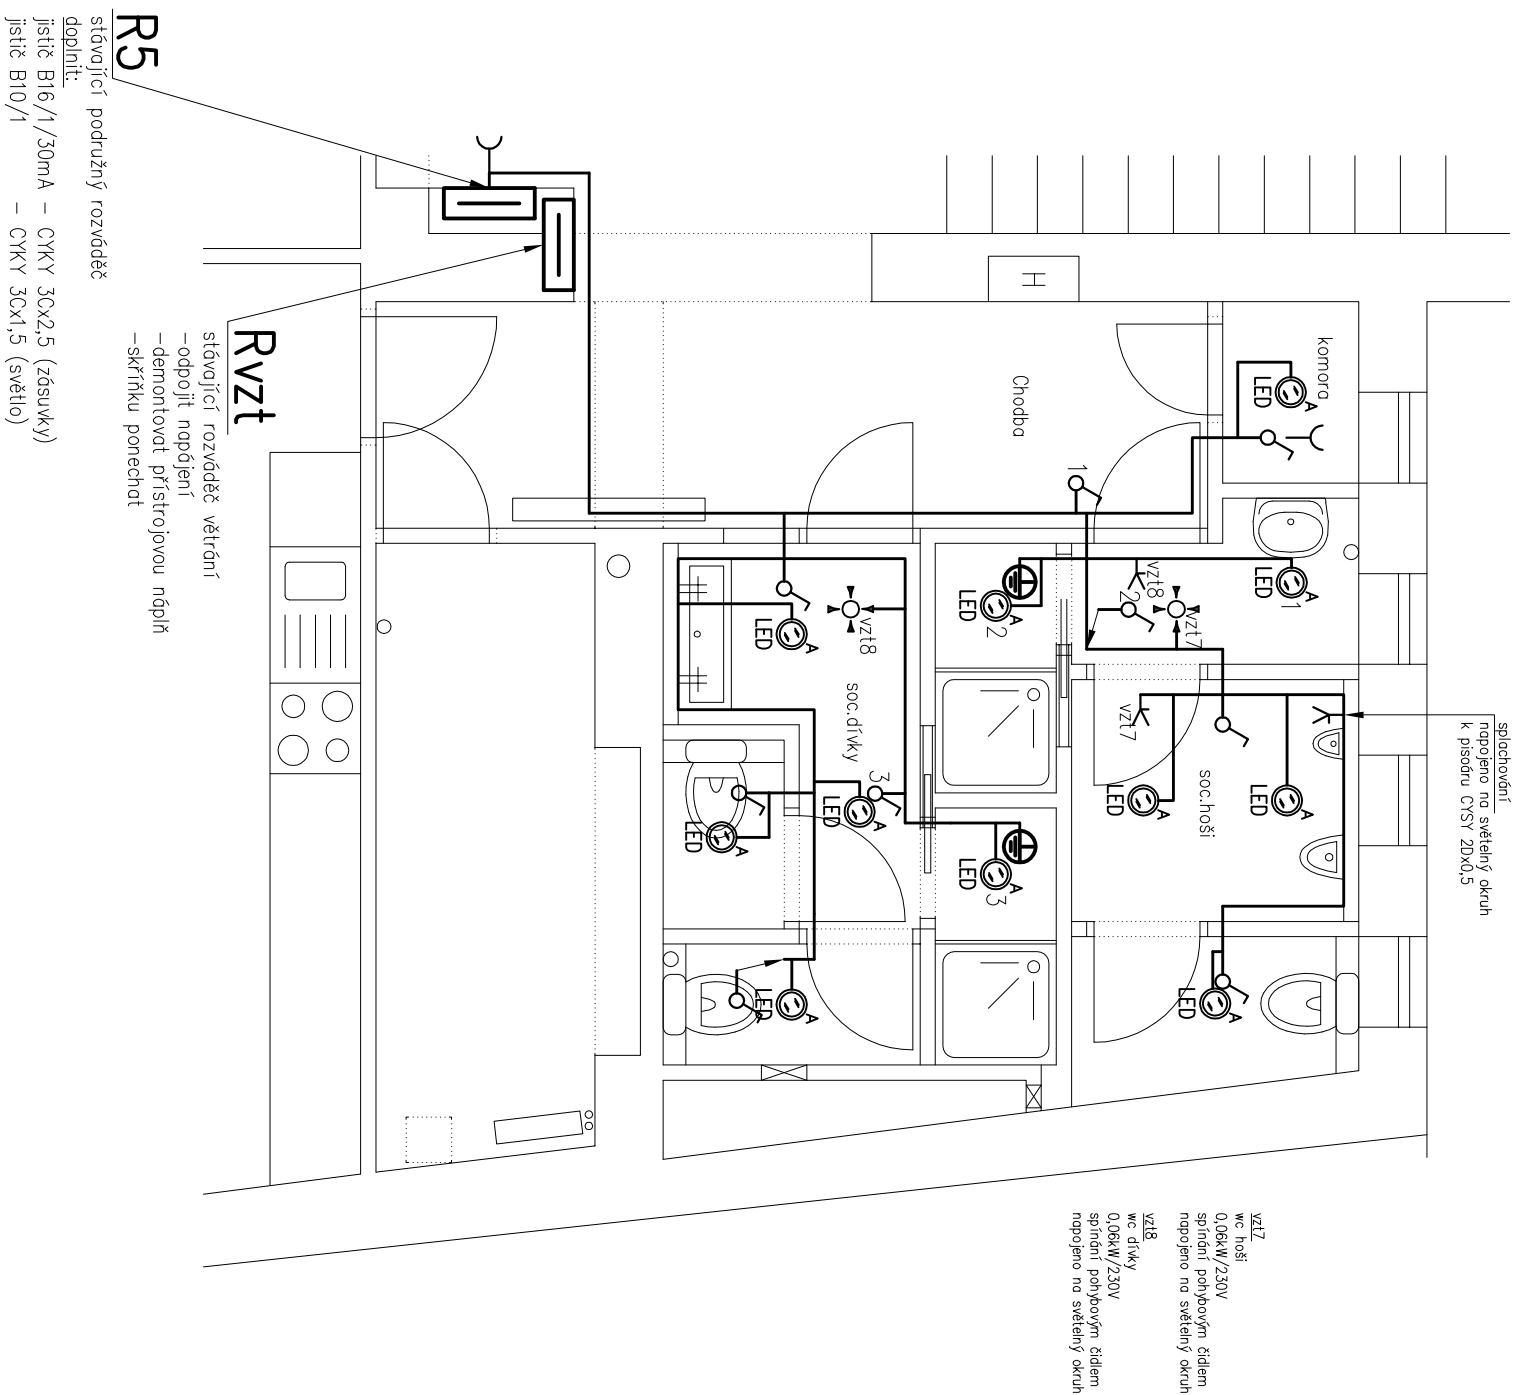 splachování
napojeno na světelný okruh
k pisoáru CYSY 2Dx0,5
komora
LED
A
H
Chodba
1
LED
A
1
vzt8
2
vzt7
LED
A
2
vzt7
soc.hoši
LED
A
LED
A
LED
A
LED
A
vzt8
soc.dívky
3
LED
A
LED
A
LED
A
3
LED
A
vzt7
wc hoši
0,06kW/230V
spínání pohybovým čidlem
napojeno na světelný okruh
vzt8
wc dívky
0,06kW/230V
spínání pohybovým čidlem
napojeno na světelný okruh
Rvzt
stávající rozváděč větrání
-odpojit napájení
-demontovat přístrojovou náplň
-skříňku ponechat
R5
stávající podružný rozváděč
doplnit:
jistič B16/1/30mA - CYKY 3Cx2,5 (zásuvky)
jistič B10/1 - CYKY 3Cx1,5 (světlo)